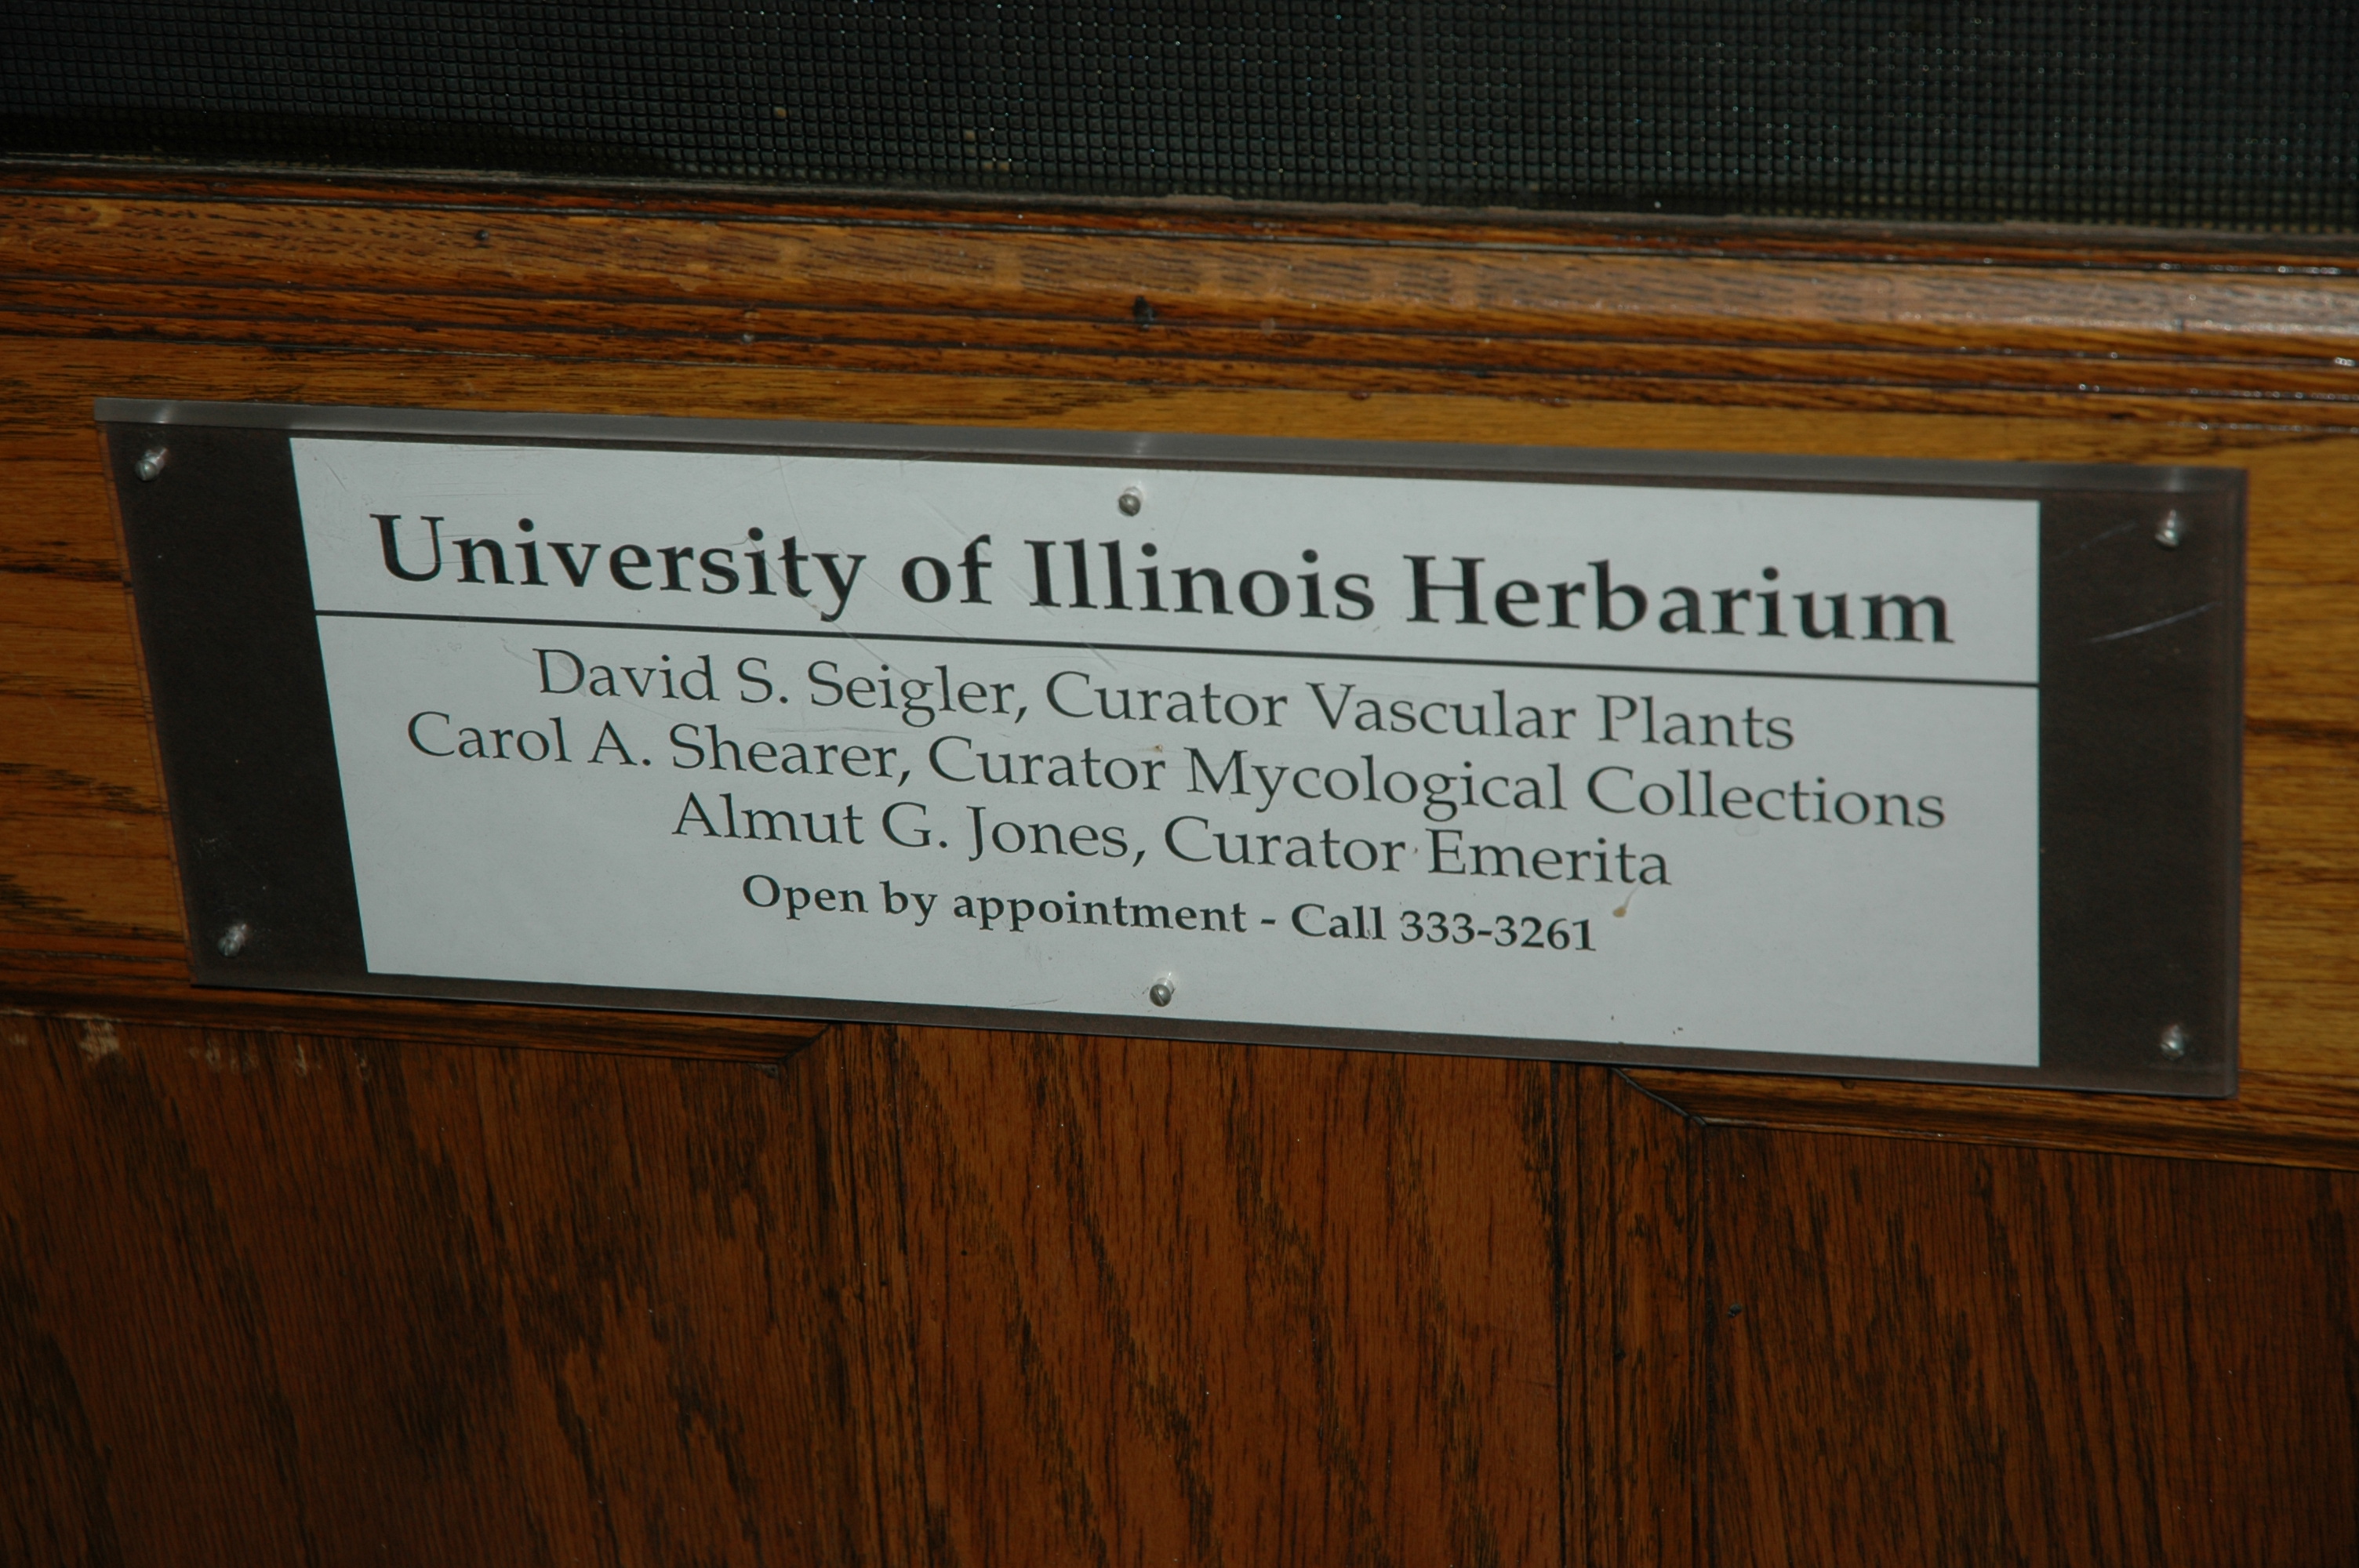 University of Illinois Herbarium
David S. Seigler, Curator Vascular Plants
Carol A. Shearer, Curator Mycological Collections
Almut G. Jones, Curator Emerita
Open by appointment - Call 333-3261